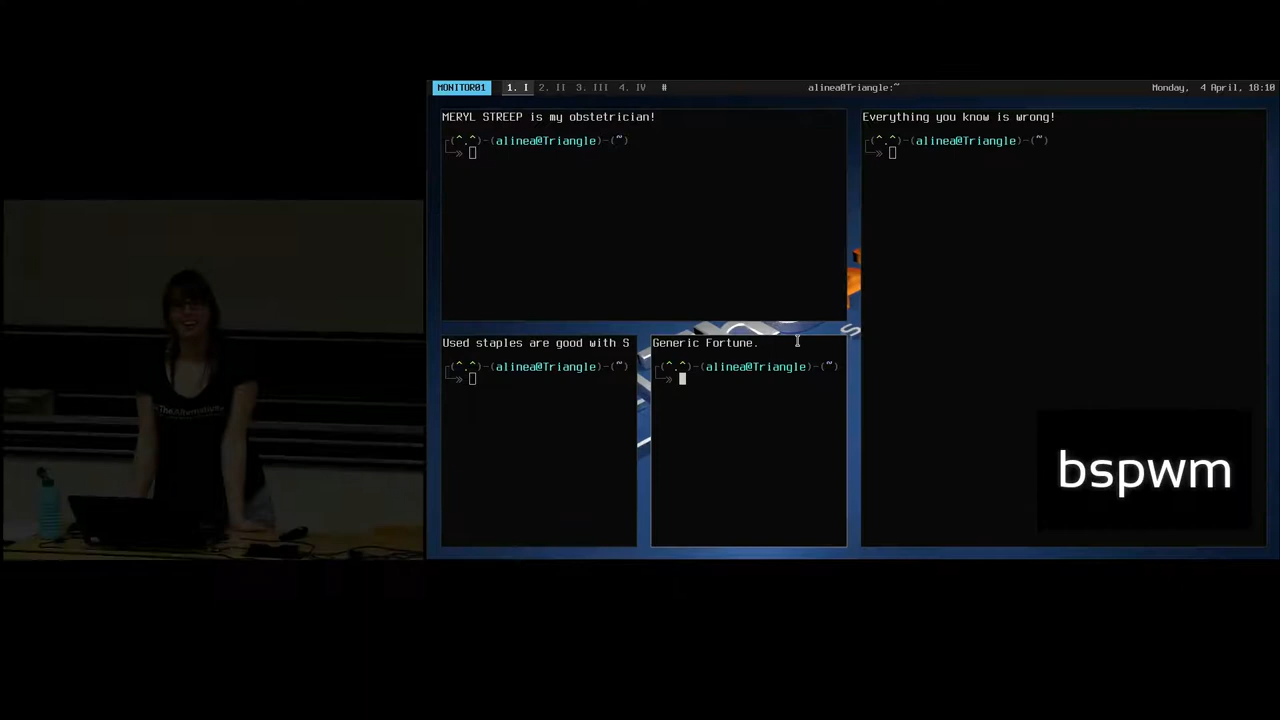 MONITOR01 1. I 2. II 3. III 4. IV # alinea@Triangle:~ Monday, 4 April, 18:10
MERYL STREEP is my obstetrician!
(^.^)-(alinea@Triangle)-(~)
Everything you know is wrong!
(^.^)-(alinea@Triangle)-(~)
Used staples are good with S
(^.^)-(alinea@Triangle)-(~)
Generic Fortune.
(^.^)-(alinea@Triangle)-(~)
bspwm